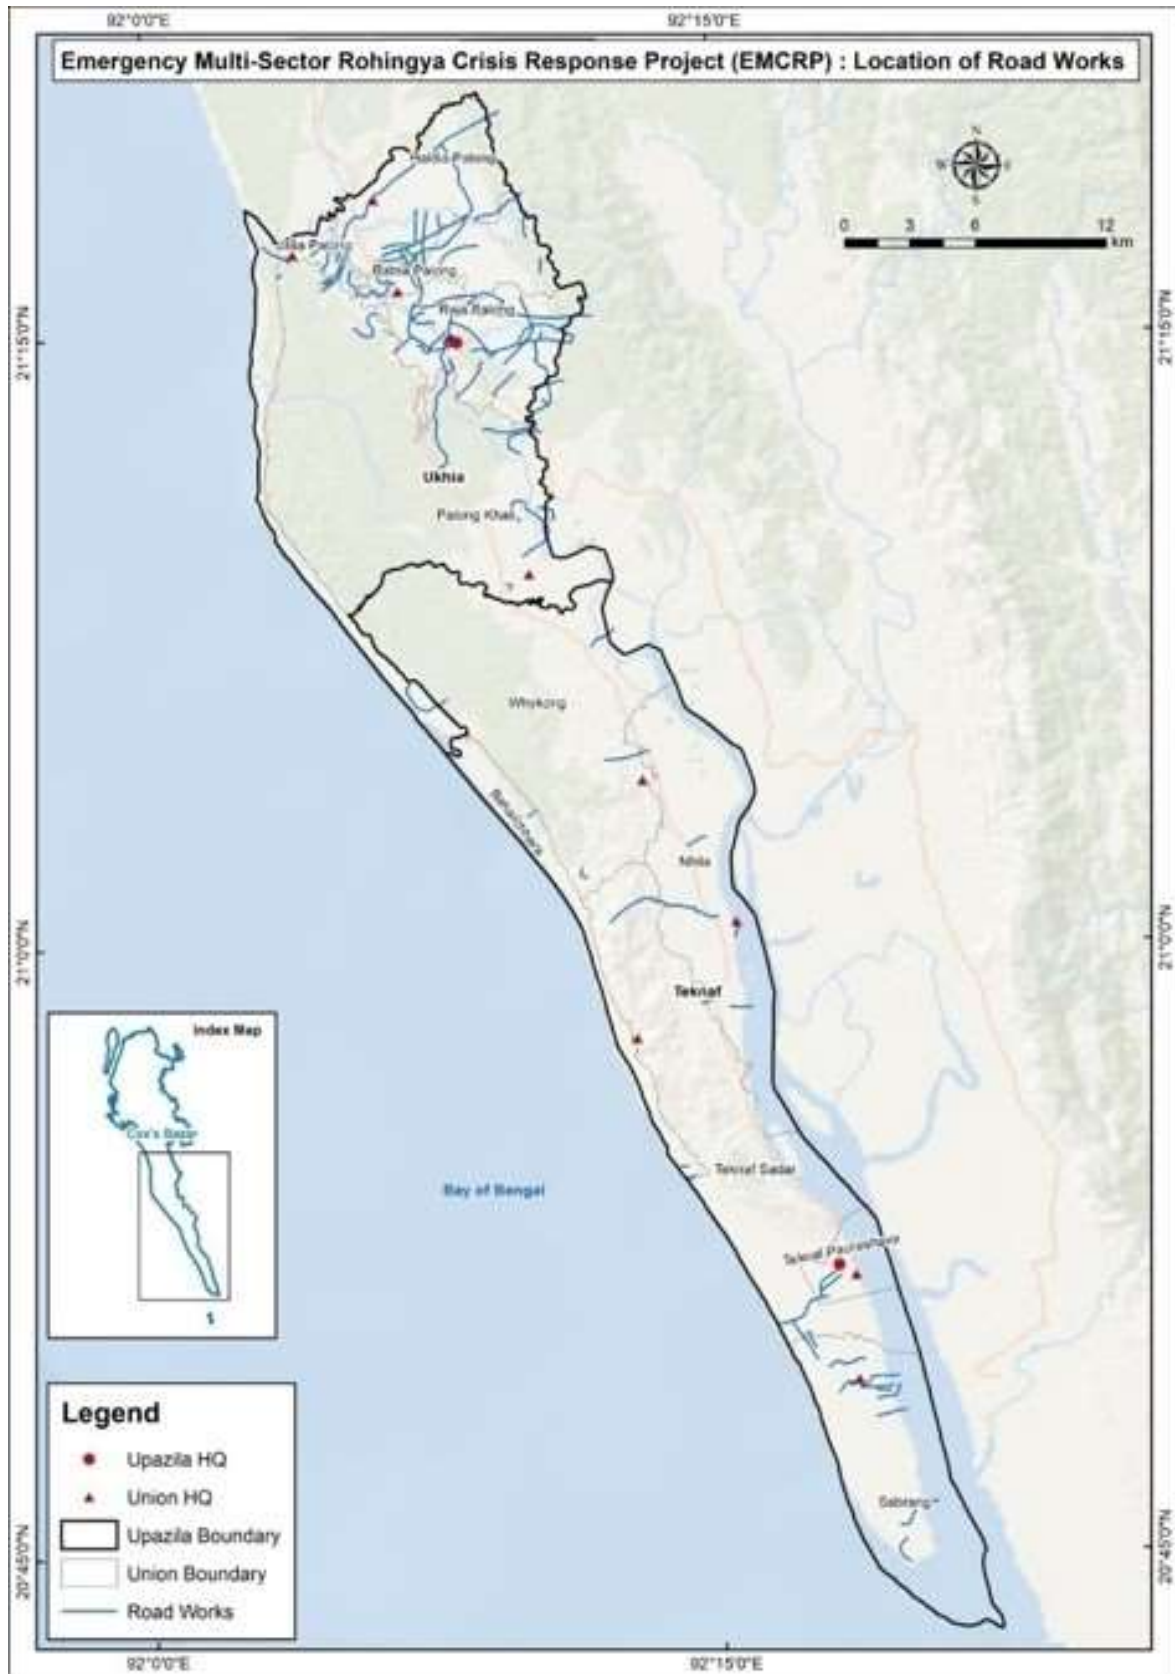 92°0'0"E
92°15'0"E
Emergency Multi-Sector Rohingya Crisis Response Project (EMCRP) : Location of Road Works
N
W
E
S
0 3 6 12
km
Haldia Palong
Palong
Ratna Palong
Raja Palong
21°15'0"N
21°15'0"N
Ukhia
Palong Khali
Whykong
Baharchhara
Nhila
21°0'0"N
21°0'0"N
Teknaf
Index Map
Cox's Bazar
Teknaf Sadar
Bay of Bengal
Teknaf Paurashava
Legend
Upazila HQ
Union HQ
Upazila Boundary
Union Boundary
Road Works
Sabrang
20°45'0"N
20°45'0"N
92°0'0"E
92°15'0"E